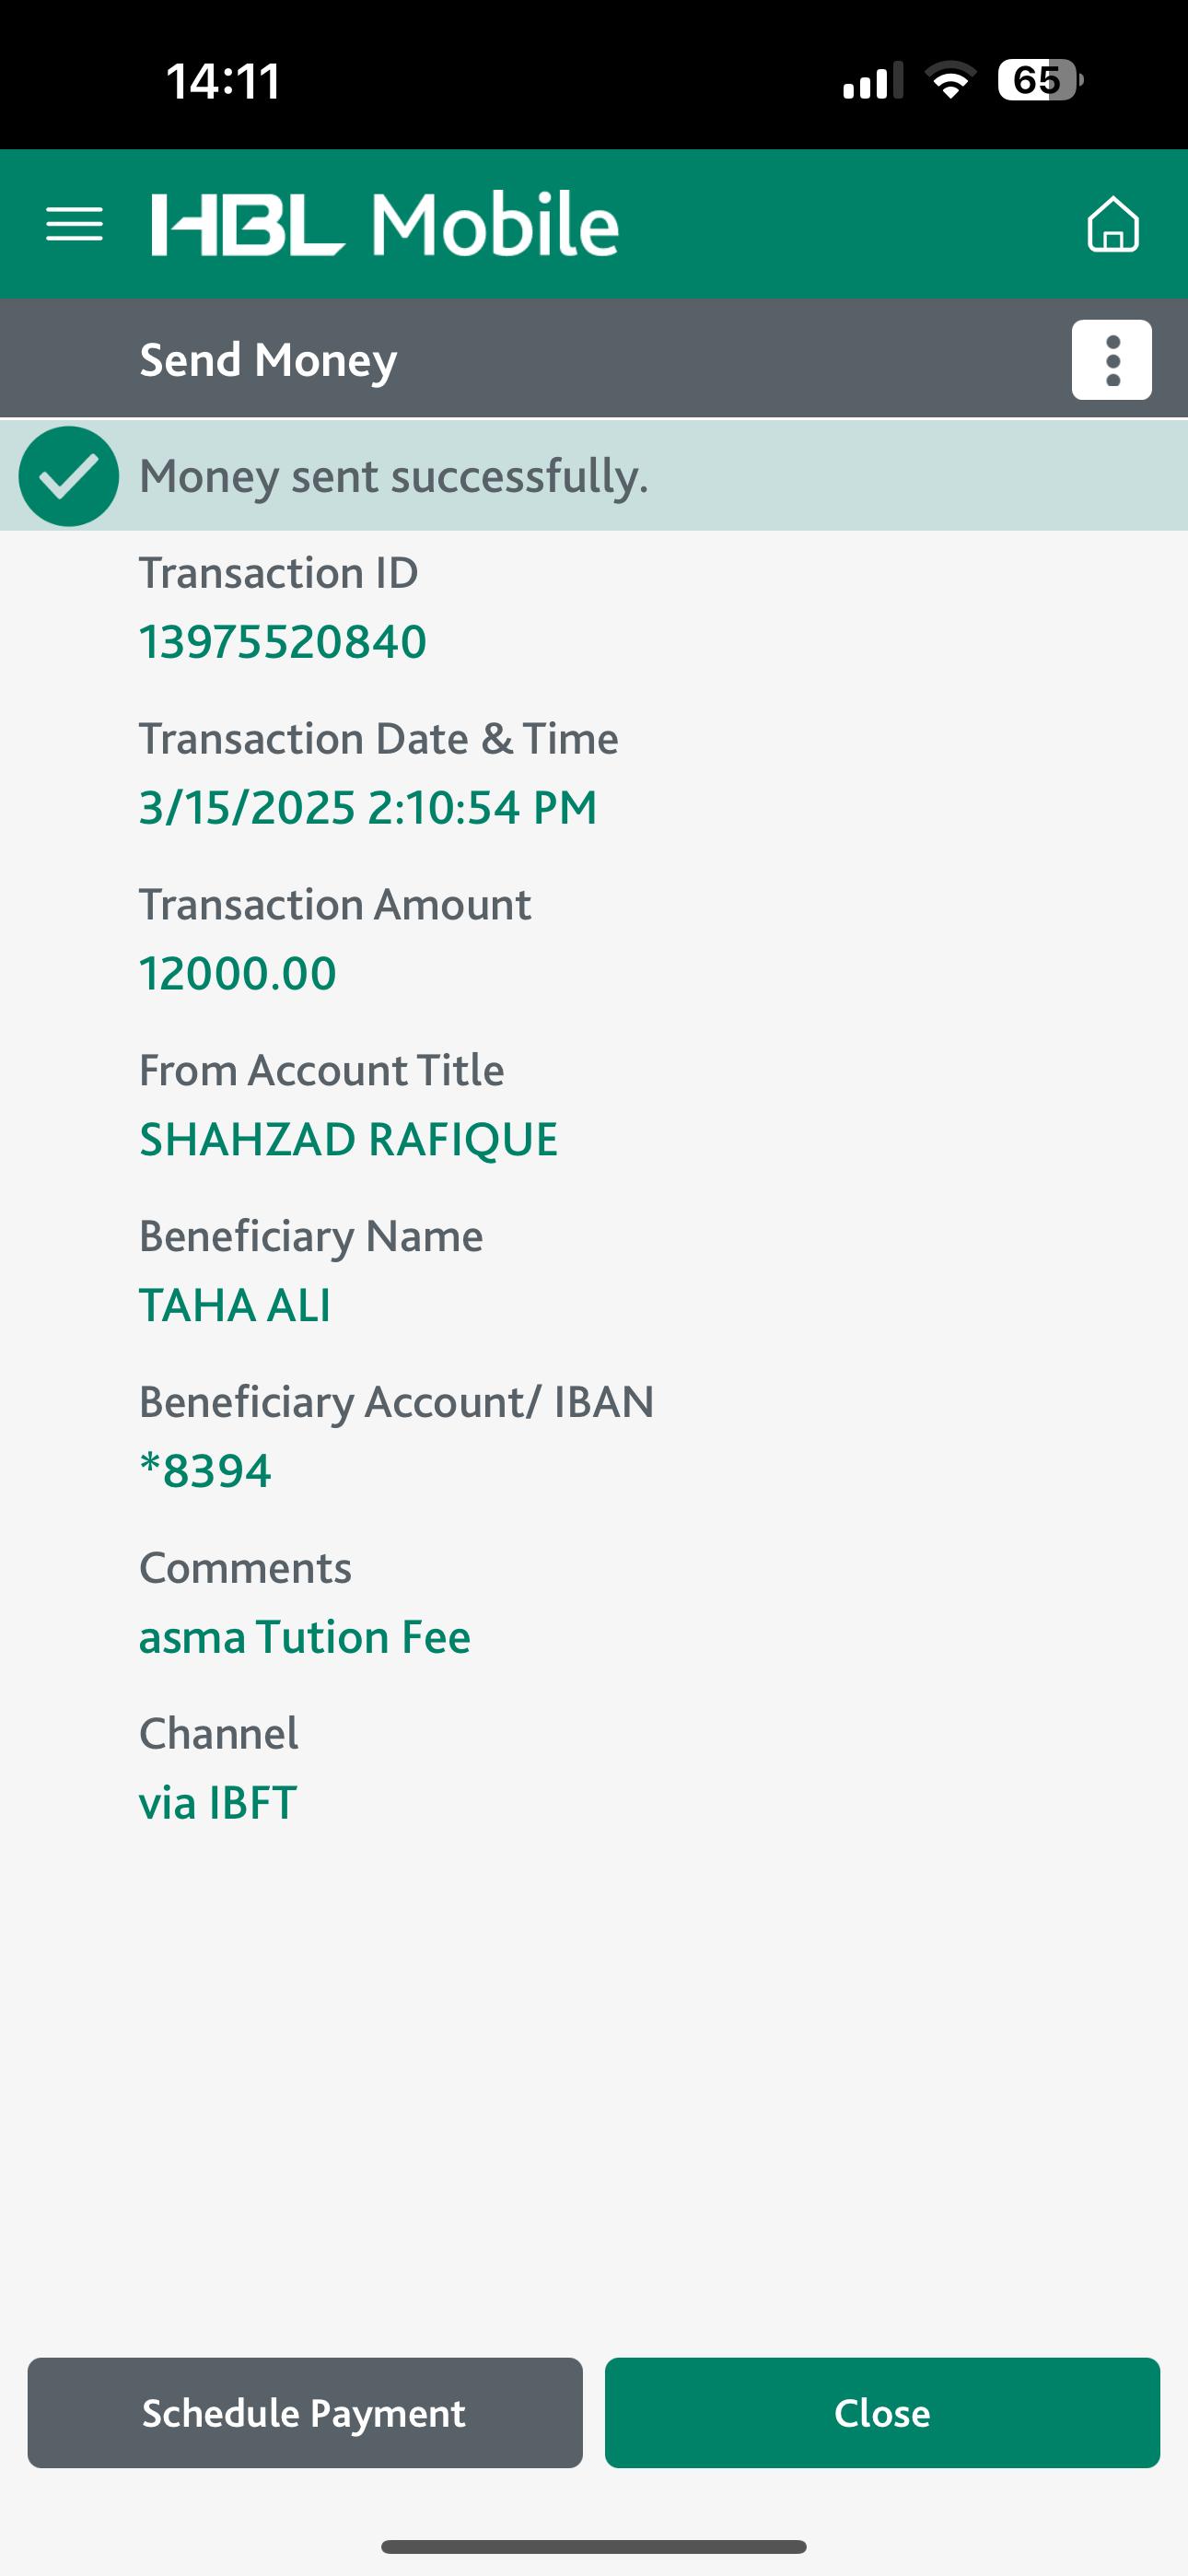 14:11
65
HBL Mobile
Send Money
Money sent successfully.
Transaction ID
13975520840
Transaction Date & Time
3/15/2025 2:10:54 PM
Transaction Amount
12000.00
From Account Title
SHAHZAD RAFIQUE
Beneficiary Name
TAHA ALI
Beneficiary Account/ IBAN
*8394
Comments
asma Tution Fee
Channel
via IBFT
Schedule Payment
Close